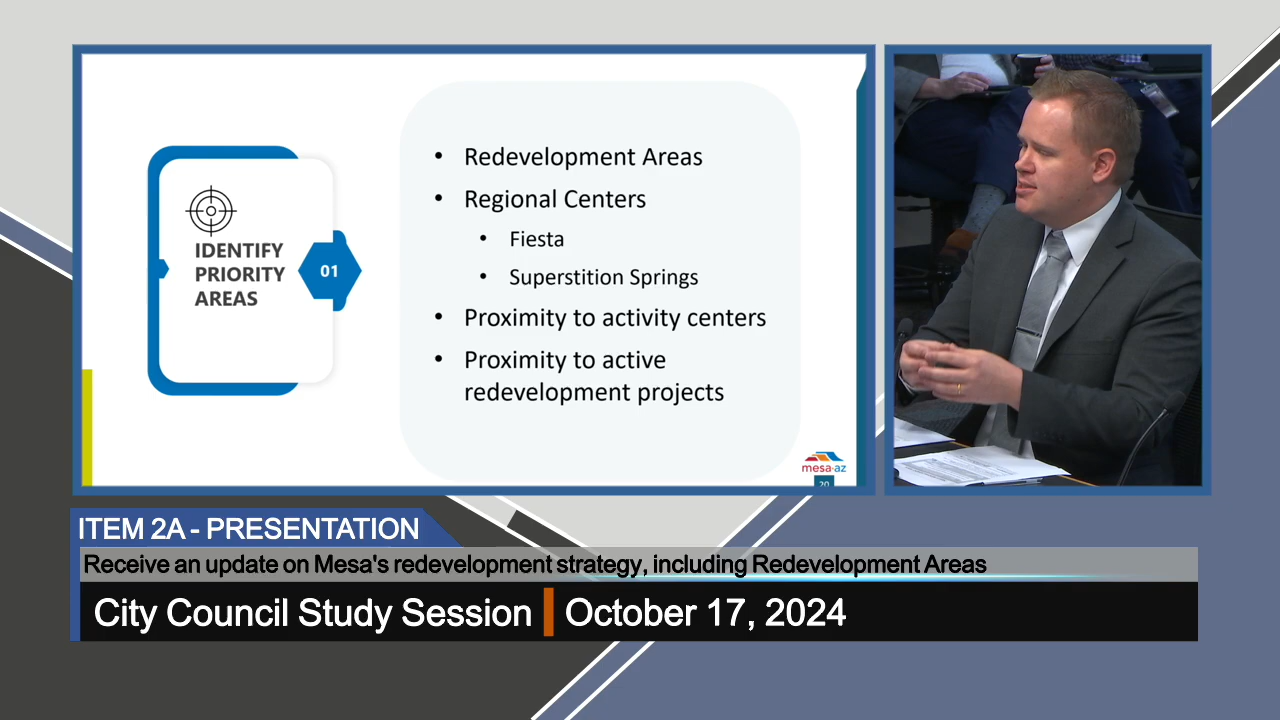 IDENTIFY
PRIORITY
AREAS
01
• Redevelopment Areas
• Regional Centers
• Fiesta
• Superstition Springs
• Proximity to activity centers
• Proximity to active
redevelopment projects
mesa·az
20
ITEM 2A - PRESENTATION
Receive an update on Mesa's redevelopment strategy, including Redevelopment Areas
City Council Study Session
October 17, 2024